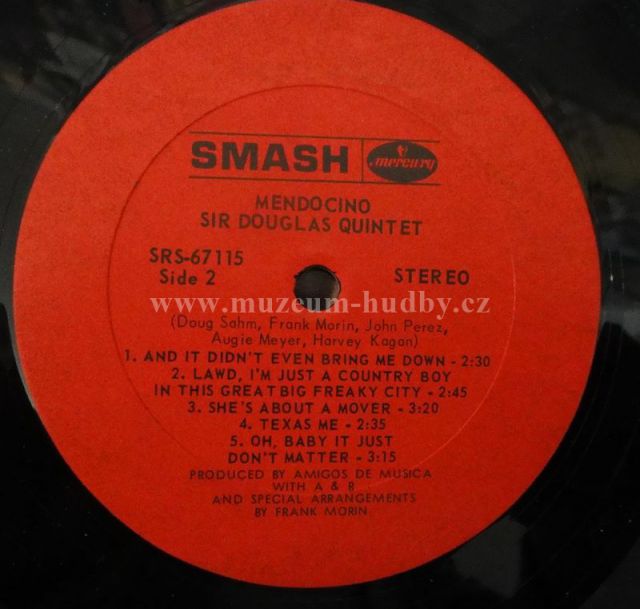 SMASH mercury
MENDOCINO
SIR DOUGLAS QUINTET
SRS-67115
Side 2 STEREO
www.muzeum-hudby.cz
(Doug Sahm, Frank Morin, John Perez,
Augie Meyer, Harvey Kagan)
1. AND IT DIDN'T EVEN BRING ME DOWN - 2:30
2. LAWD, I'M JUST A COUNTRY BOY
IN THIS GREAT BIG FREAKY CITY - 2:45
3. SHE'S ABOUT A MOVER - 3:20
4. TEXAS ME - 2:35
5. OH, BABY IT JUST
DON'T MATTER - 3:15
PRODUCED BY AMIGOS DE MUSICA
WITH A & R
AND SPECIAL ARRANGEMENTS
BY FRANK MORIN